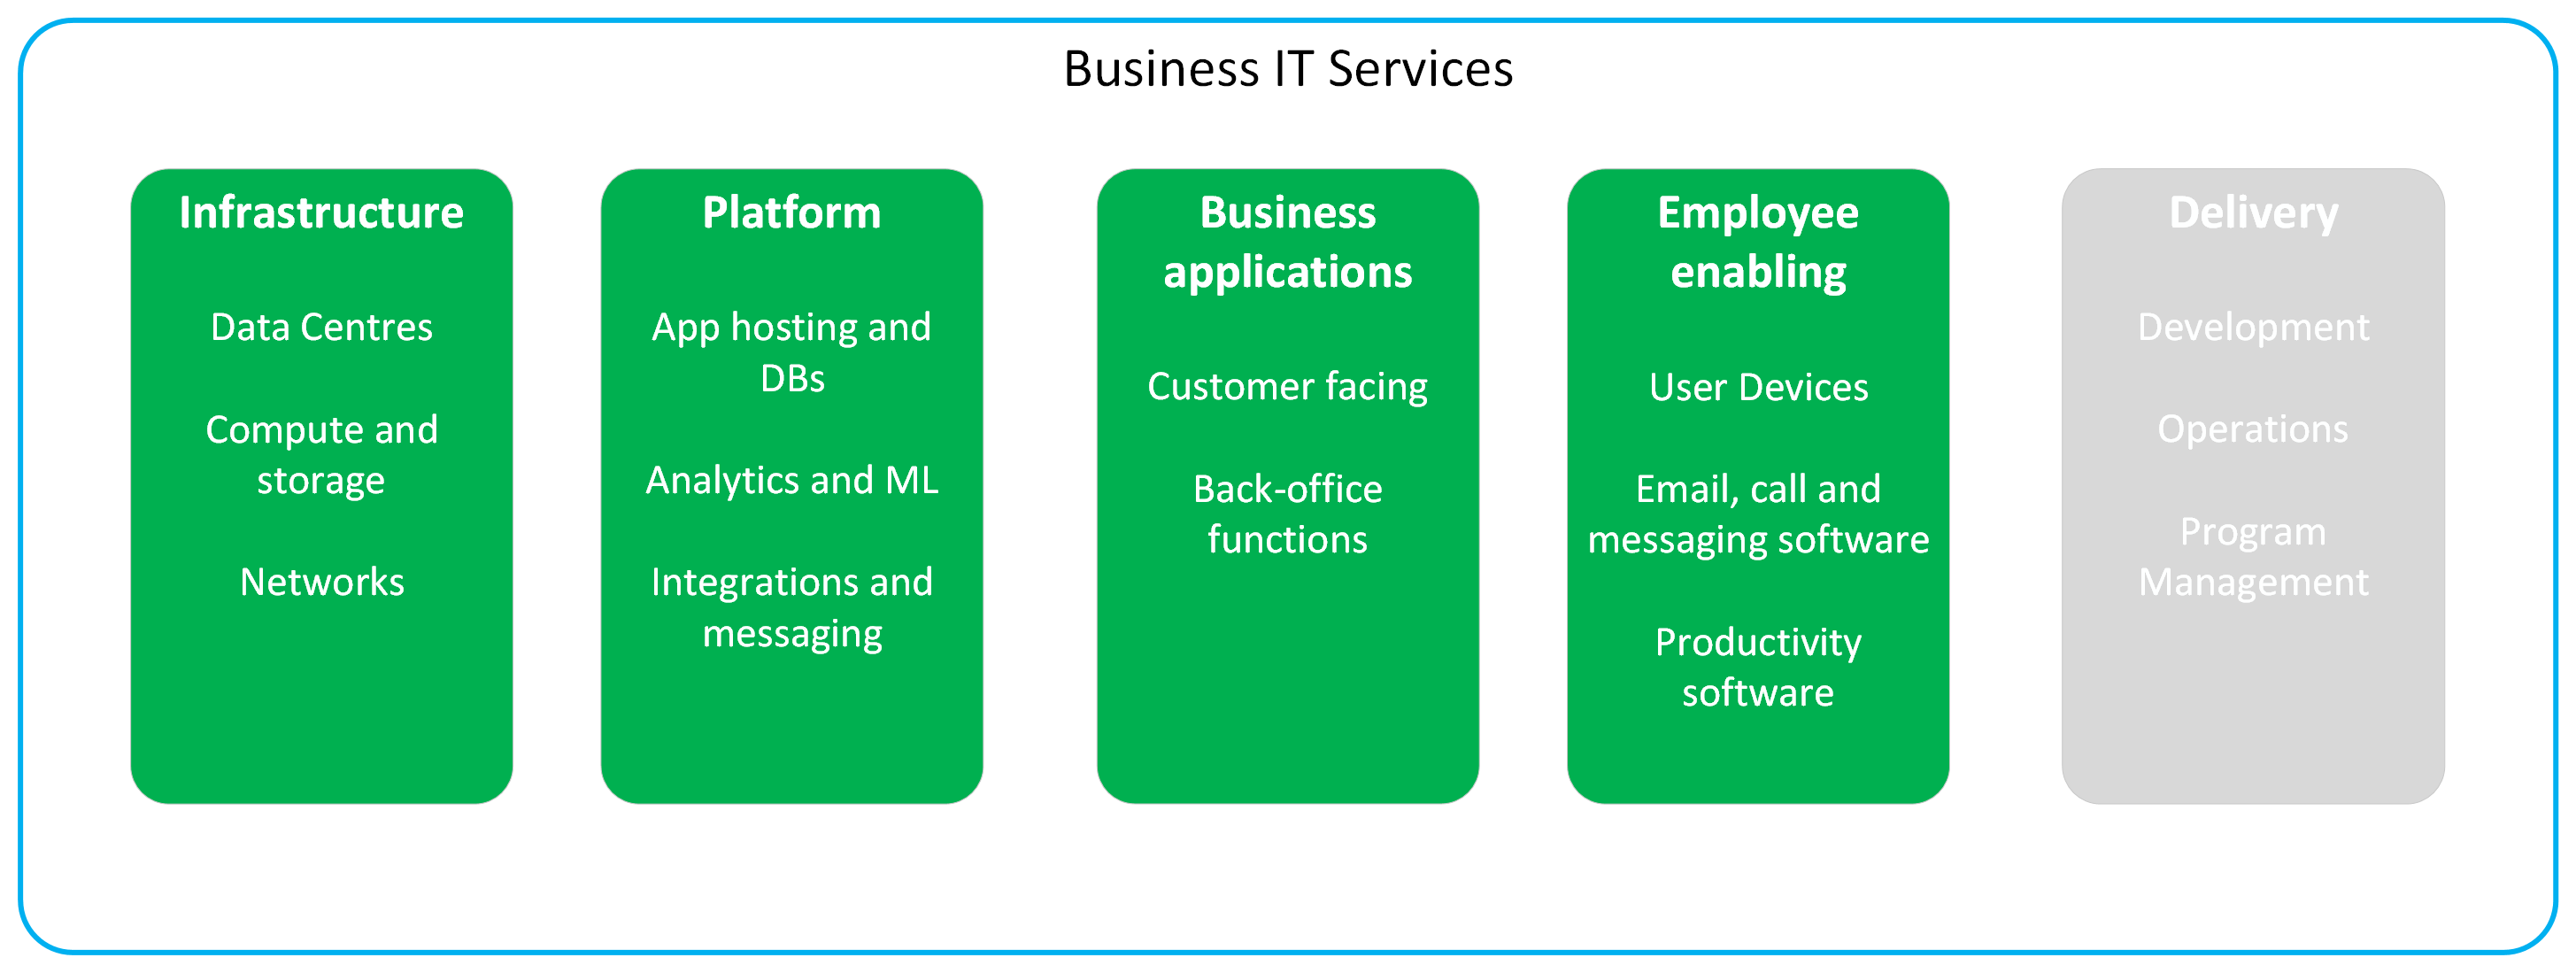 Business IT Services
Infrastructure
Data Centres
Compute and
storage
Networks
Platform
App hosting and
DBs
Analytics and ML
Integrations and
messaging
Business
applications
Customer facing
Back-office
functions
Employee
enabling
User Devices
Email, call and
messaging software
Productivity
software
Delivery
Development
Operations
Program
Management